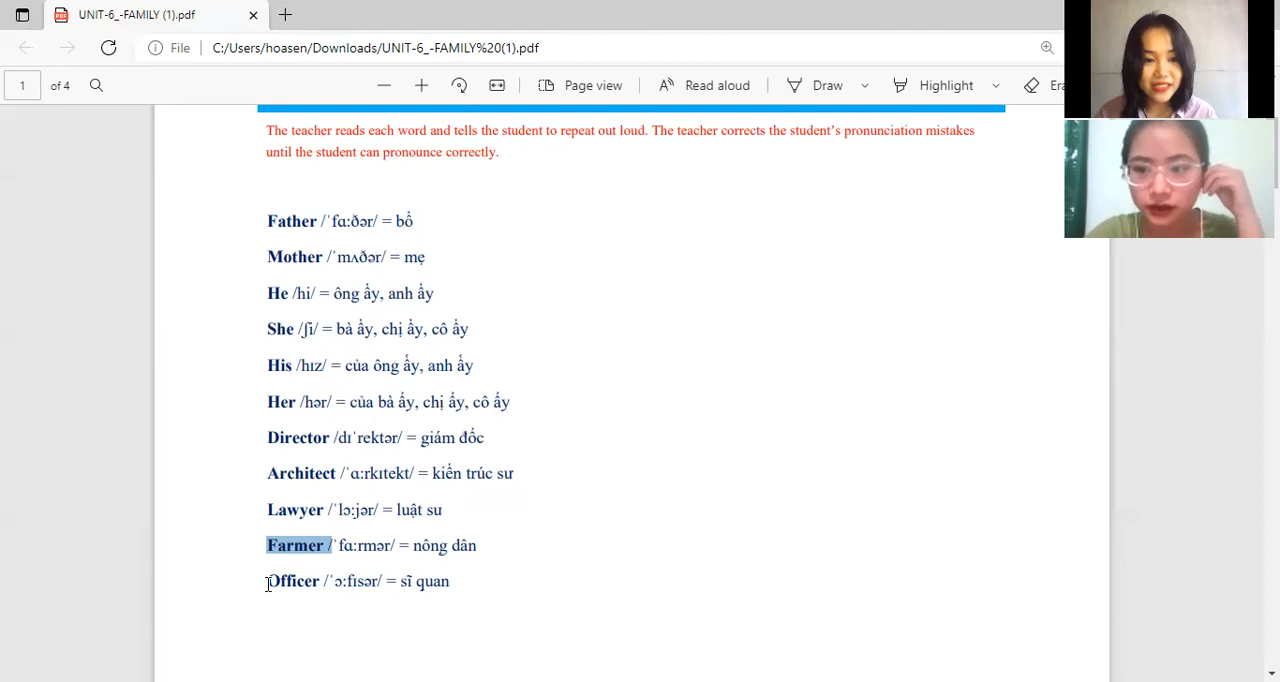 UNIT-6_-FAMILY (1).pdf
File C:/Users/hoasen/Downloads/UNIT-6_-FAMILY%20(1).pdf
1 of 4 Page view Read aloud Draw Highlight Era
The teacher reads each word and tells the student to repeat out loud. The teacher corrects the student’s pronunciation mistakes
until the student can pronounce correctly.
Father /ˈfɑːðər/ = bố
Mother /ˈmʌðər/ = mẹ
He /hi/ = ông ấy, anh ấy
She /ʃi/ = bà ấy, chị ấy, cô ấy
His /hɪz/ = của ông ấy, anh ấy
Her /hər/ = của bà ấy, chị ấy, cô ấy
Director /dɪˈrektər/ = giám đốc
Architect /ˈɑːrkɪtekt/ = kiến trúc sư
Lawyer /ˈlɔːjər/ = luật sư
Farmer /ˈfɑːrmər/ = nông dân
Officer /ˈɔːfɪsər/ = sĩ quan